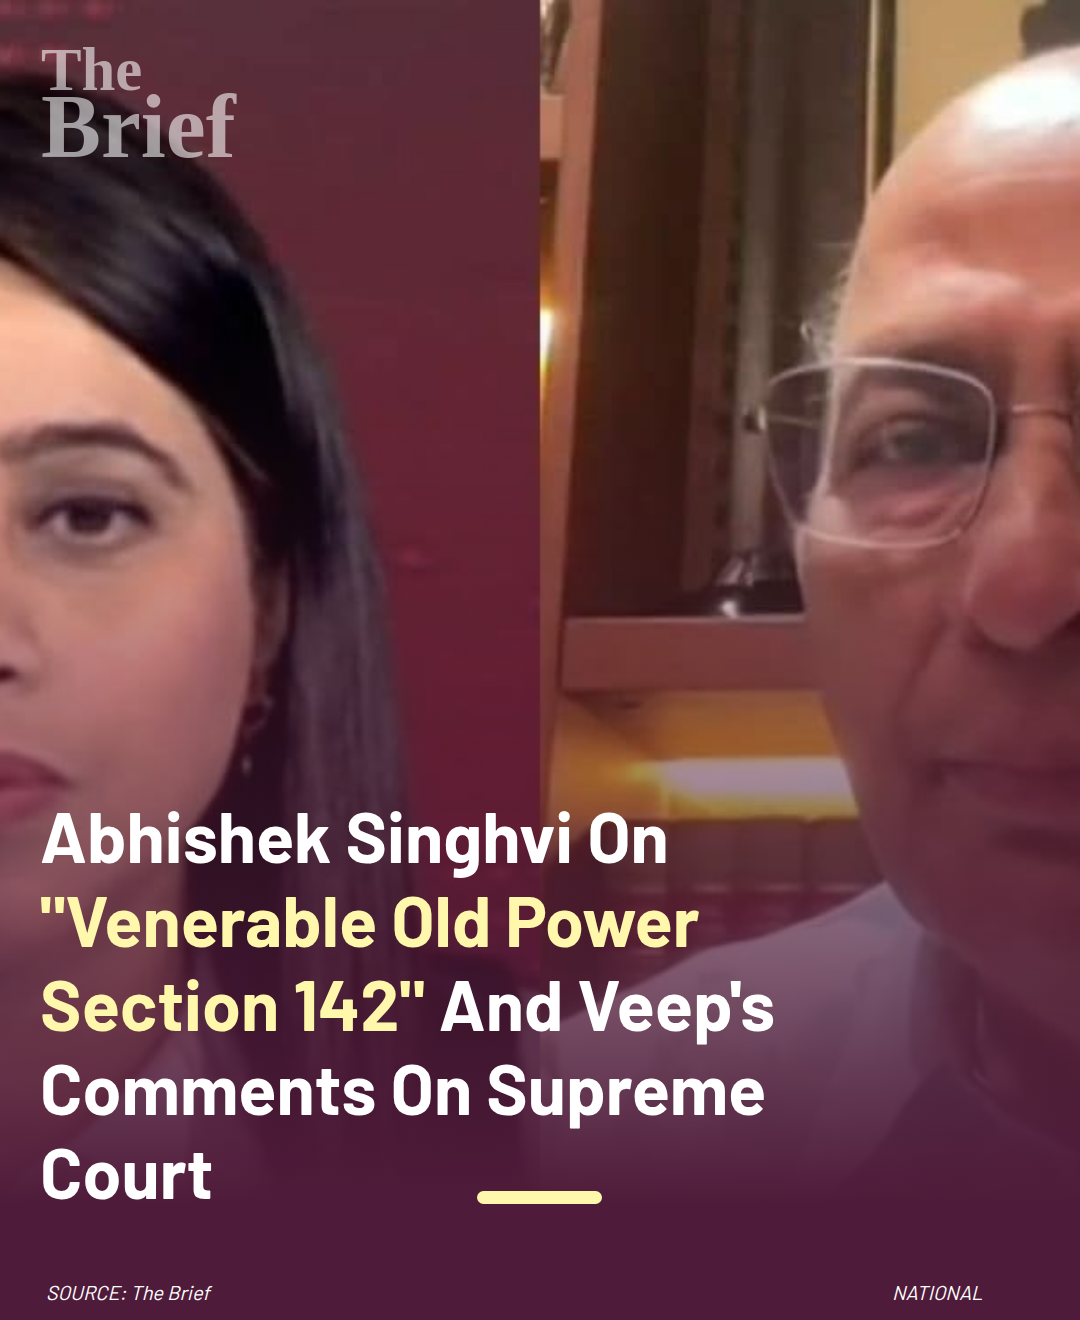 The
Brief
Abhishek Singhvi On
"Venerable Old Power
Section 142" And Veep's
Comments On Supreme
Court
SOURCE: The Brief
NATIONAL